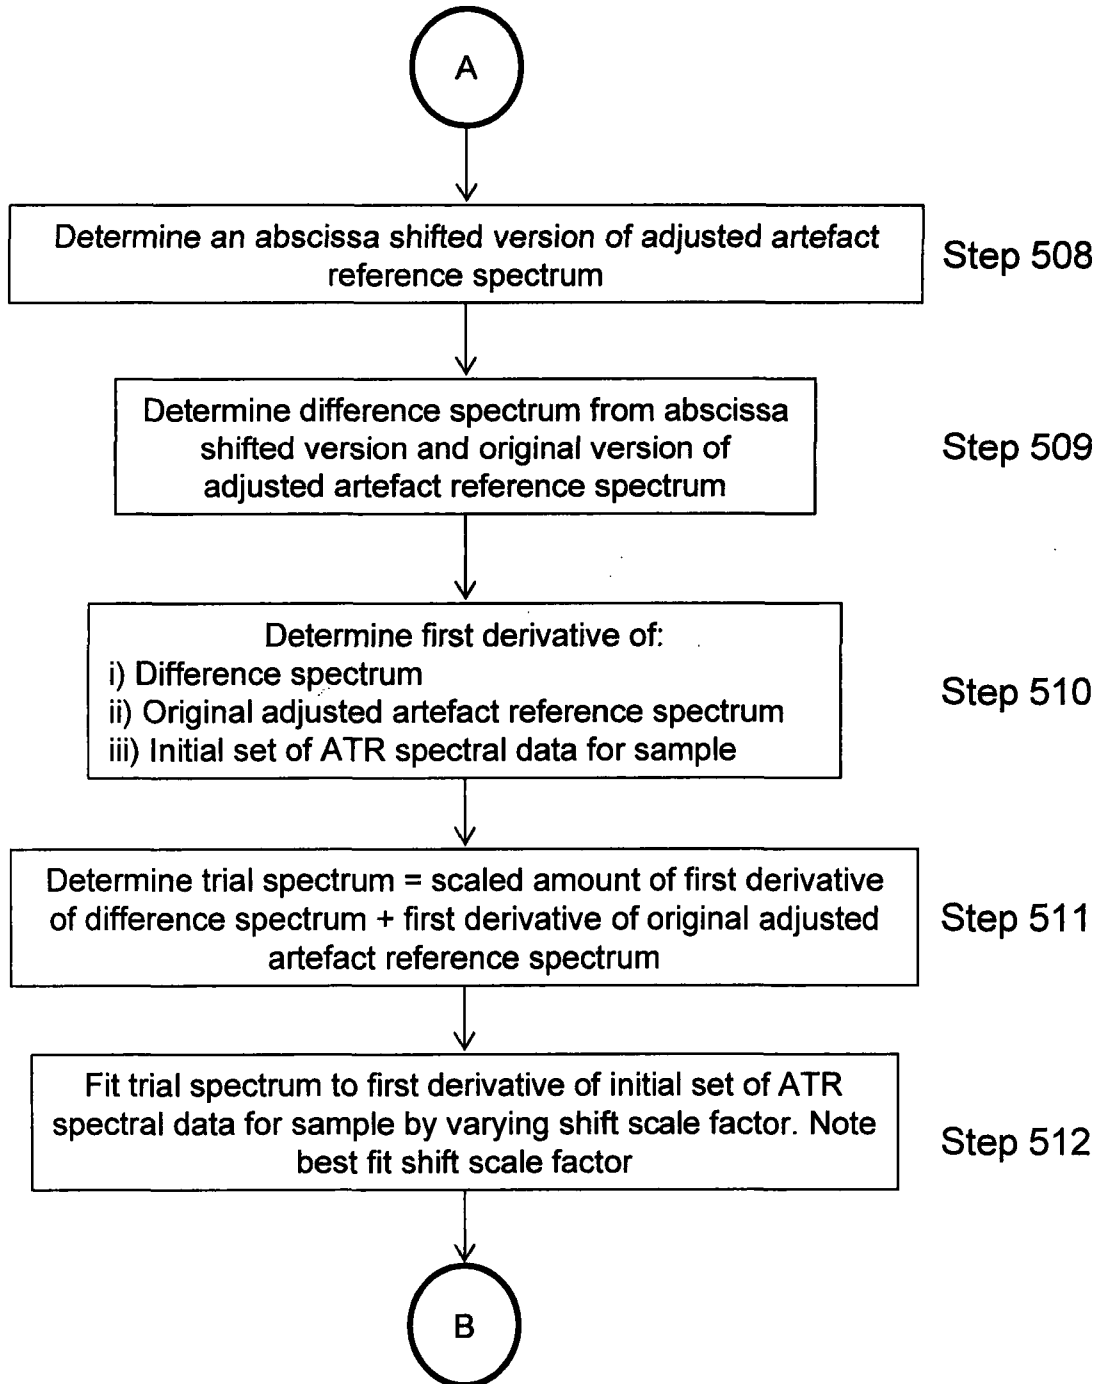 A
Determine an abscissa shifted version of adjusted artefact
reference spectrum
Step 508
Determine difference spectrum from abscissa
shifted version and original version of
adjusted artefact reference spectrum
Step 509
Determine first derivative of:
i) Difference spectrum
ii) Original adjusted artefact reference spectrum
iii) Initial set of ATR spectral data for sample
Step 510
Determine trial spectrum = scaled amount of first derivative
of difference spectrum + first derivative of original adjusted
artefact reference spectrum
Step 511
Fit trial spectrum to first derivative of initial set of ATR
spectral data for sample by varying shift scale factor. Note
best fit shift scale factor
Step 512
B